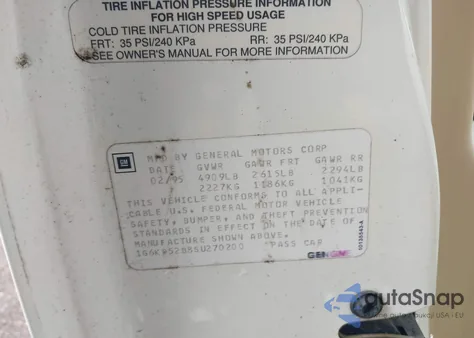 TIRE INFLATION PRESSURE INFORMATION
FOR HIGH SPEED USAGE
COLD TIRE INFLATION PRESSURE
FRT: 35 PSI/240 KPa RR: 35 PSI/240 KPa
SEE OWNER'S MANUAL FOR MORE INFORMATION
GM
MFD BY GENERAL MOTORS CORP
DATE GVWR GAWR FRT GAWR RR
02/95 4909LB 2615LB 2294LB
2227KG 1186KG 1041KG
THIS VEHICLE CONFORMS TO ALL APPLI-
CABLE U.S. FEDERAL MOTOR VEHICLE
SAFETY, BUMPER, AND THEFT PREVENTION
STANDARDS IN EFFECT ON THE DATE OF
MANUFACTURE SHOWN ABOVE.
PASS CAR
autaSnap